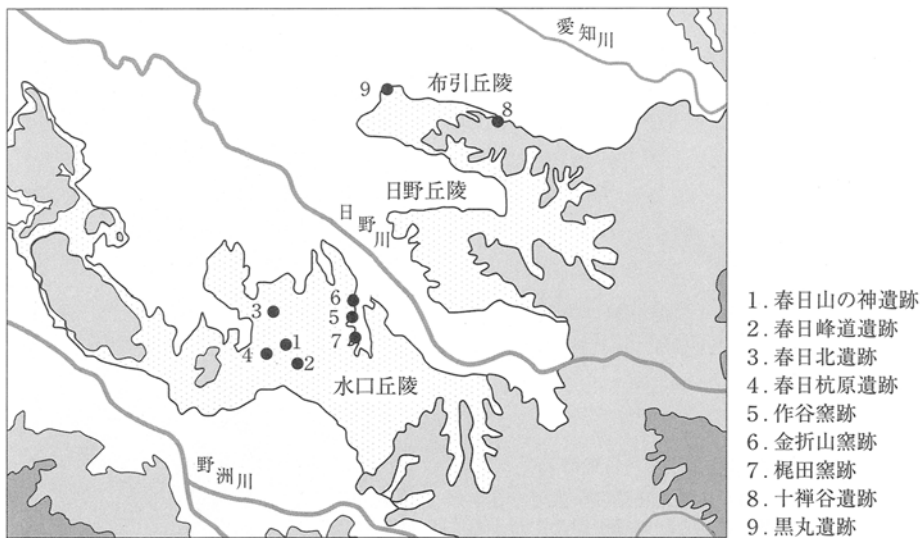 愛知川
布引丘陵
9
8
日野丘陵
日野川
6
3
5
1
7
4
2
水口丘陵
野洲川
1.春日山の神遺跡
2.春日峰道遺跡
3.春日北遺跡
4.春日杭原遺跡
5.作谷窯跡
6.金折山窯跡
7.梶田窯跡
8.十禅谷遺跡
9.黒丸遺跡